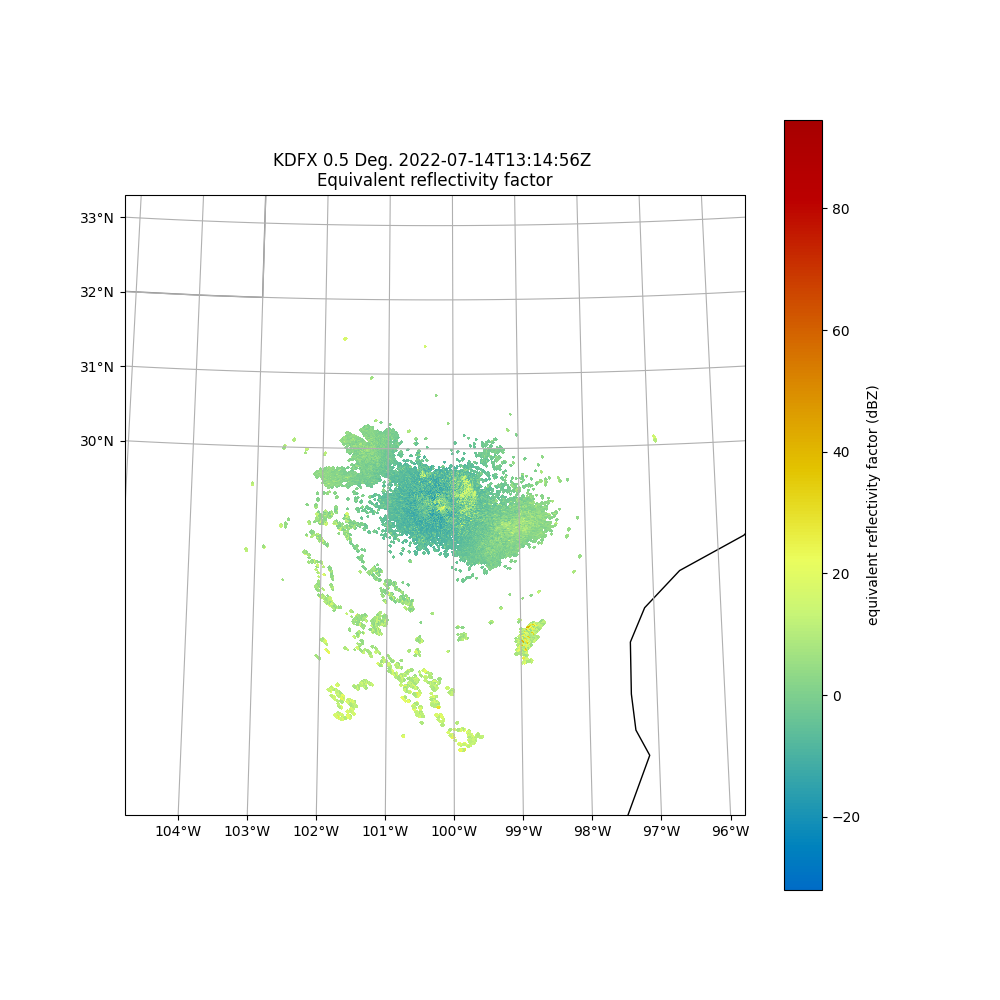 KDFX 0.5 Deg. 2022-07-14T13:14:56Z
Equivalent reflectivity factor
33°N
32°N
31°N
30°N
104°W 103°W 102°W 101°W 100°W 99°W 98°W 97°W 96°W
80
60
40
20
0
−20
equivalent reflectivity factor (dBZ)